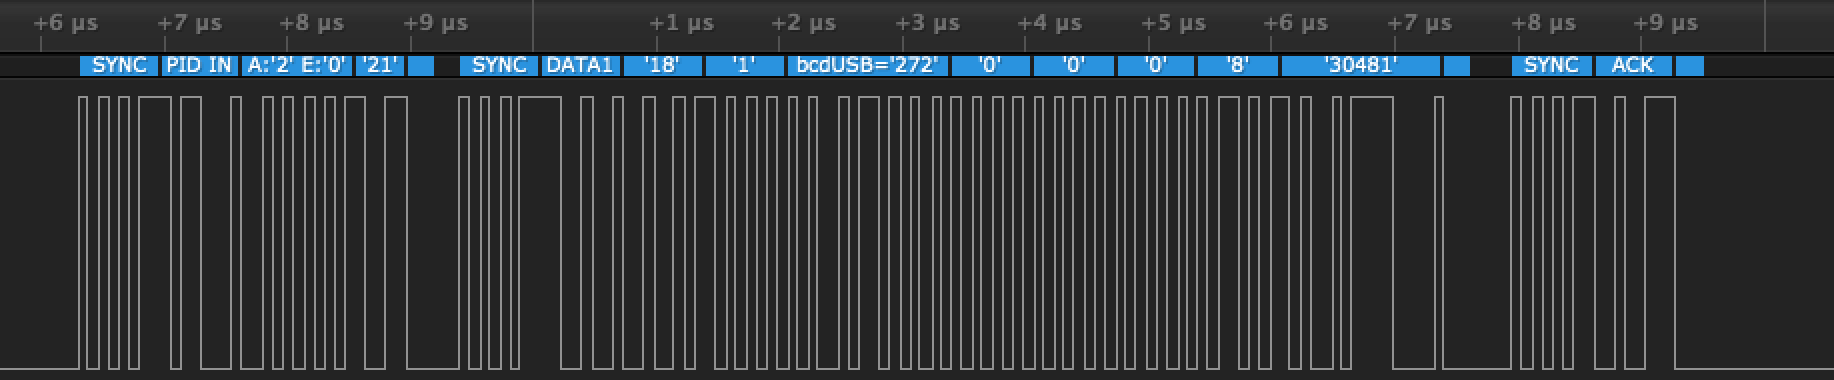 +6 µs +7 µs +8 µs +9 µs +1 µs +2 µs +3 µs +4 µs +5 µs +6 µs +7 µs +8 µs +9 µs
SYNC PID IN A:'2' E:'0' '21' SYNC DATA1 '18' '1' bcdUSB='272' '0' '0' '0' '8' '30481' SYNC ACK